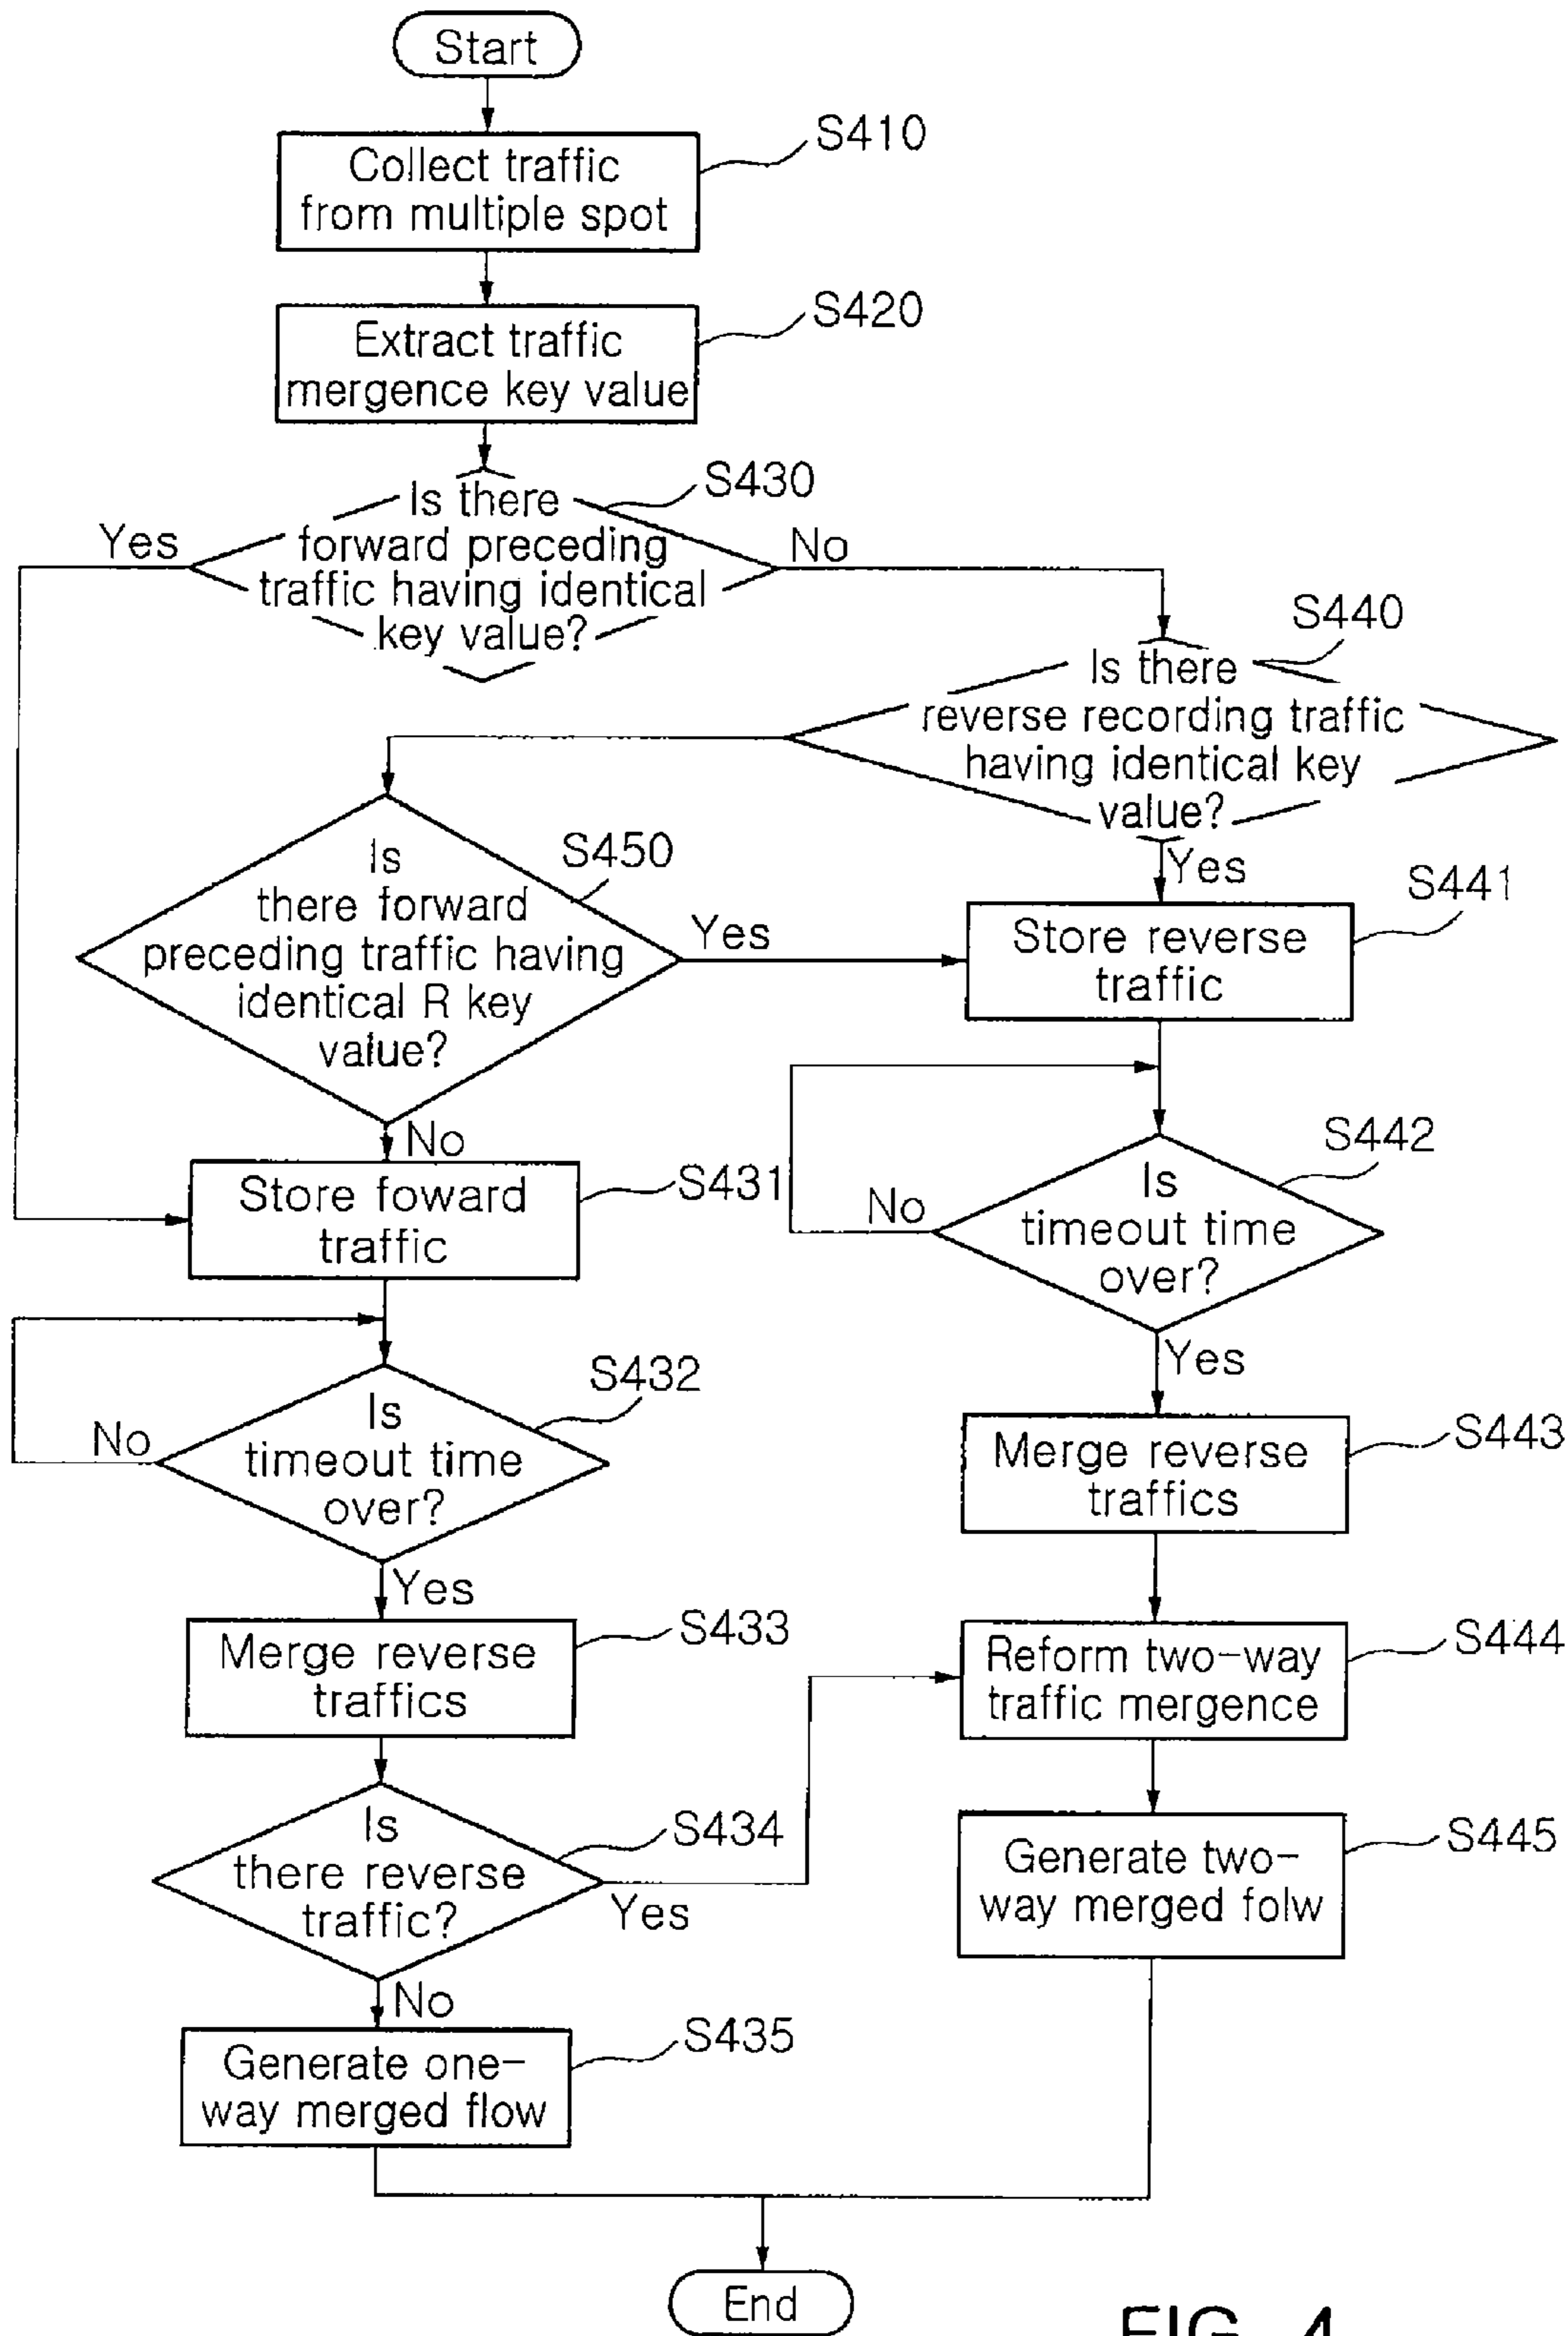 Start
S410
Collect traffic
from multiple spot
S420
Extract traffic
mergence key value
S430
Is there
forward preceding
traffic having identical
key value?
Yes
No
S440
Is there
reverse recording traffic
having identical key
value?
Yes
S450
Is
there forward
preceding traffic having
identical R key
value?
Yes
No
S441
Store reverse
traffic
S431
Store foward
traffic
S442
Is
timeout time
over?
No
Yes
S432
Is
timeout time
over?
No
Yes
S443
Merge reverse
traffics
S433
Merge reverse
traffics
S444
Reform two-way
traffic mergence
S434
Is
there reverse
traffic?
Yes
No
S445
Generate two-
way merged folw
S435
Generate one-
way merged flow
End
FIG. 4